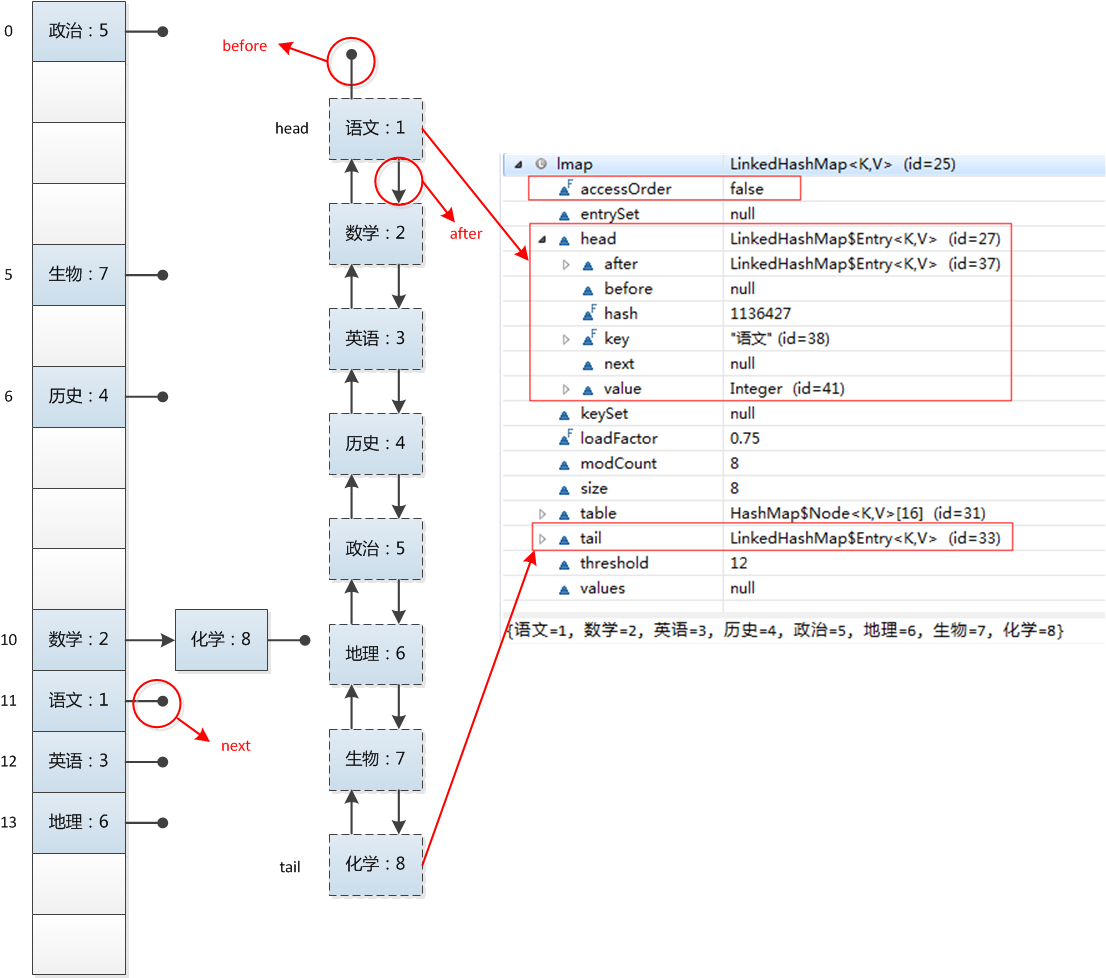 0
政治：5
5
生物：7
6
历史：4
10
数学：2
化学：8
11
语文：1
next
12
英语：3
13
地理：6
before
head
语文：1
after
数学：2
英语：3
历史：4
政治：5
地理：6
生物：7
tail
化学：8
lmap LinkedHashMap<K,V> (id=25)
accessOrder false
entrySet null
head LinkedHashMap$Entry<K,V> (id=27)
after LinkedHashMap$Entry<K,V> (id=37)
before null
hash 1136427
key "语文" (id=38)
next null
value Integer (id=41)
keySet null
loadFactor 0.75
modCount 8
size 8
table HashMap$Node<K,V>[16] (id=31)
tail LinkedHashMap$Entry<K,V> (id=33)
threshold 12
values null
{语文=1, 数学=2, 英语=3, 历史=4, 政治=5, 地理=6, 生物=7, 化学=8}